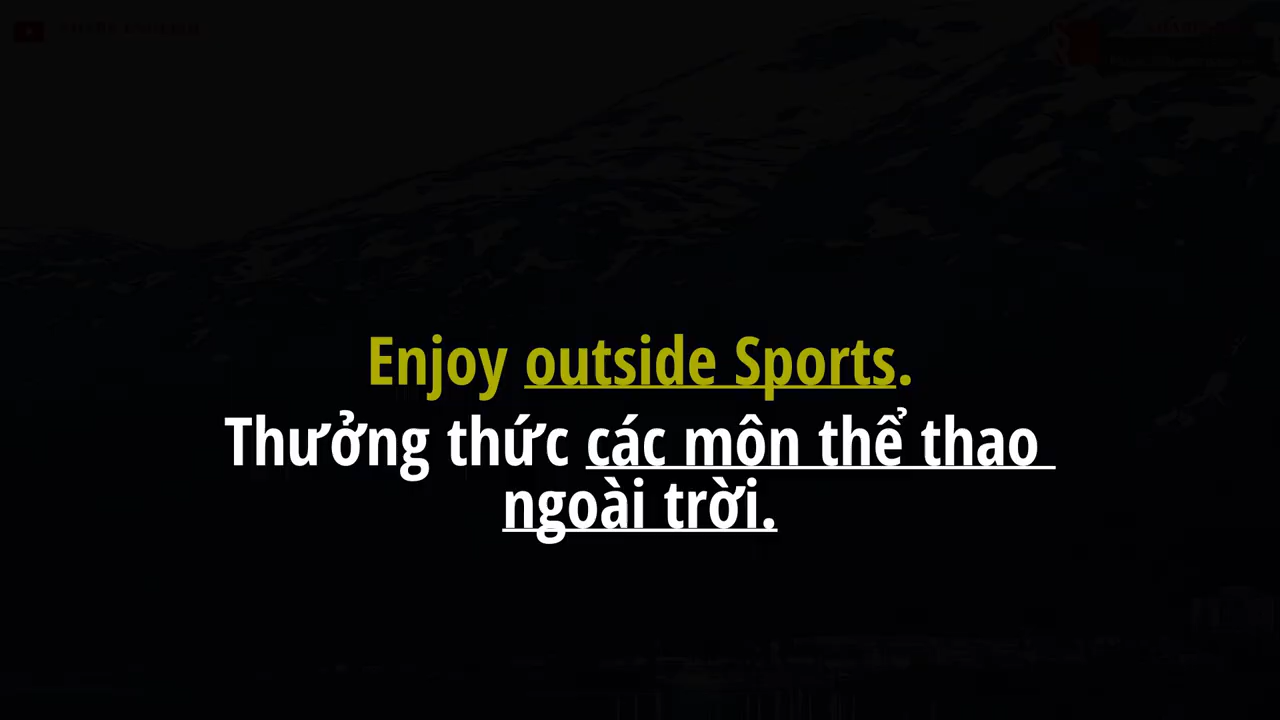 Enjoy outside Sports.
Thưởng thức các môn thể thao
ngoài trời.